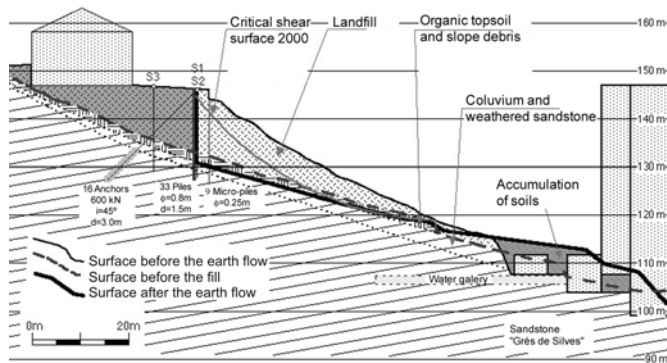 Critical shear
surface 2000
Landfill
Organic topsoil
and slope debris
160 m
S3
S1
S2
150 m
Coluvium and
weathered sandstone
140 m
130 m
16 Anchors
600 kN
i=45º
d=3.0m
33 Piles
ϕ=0.8m
d=1.5m
9 Micro-piles
ϕ=0.25m
Accumulation
of soils
120 m
Surface before the earth flow
Surface before the fill
Surface after the earth flow
110 m
Water galery
0m
20m
100 m
Sandstone
"Grés de Silves"
90 m